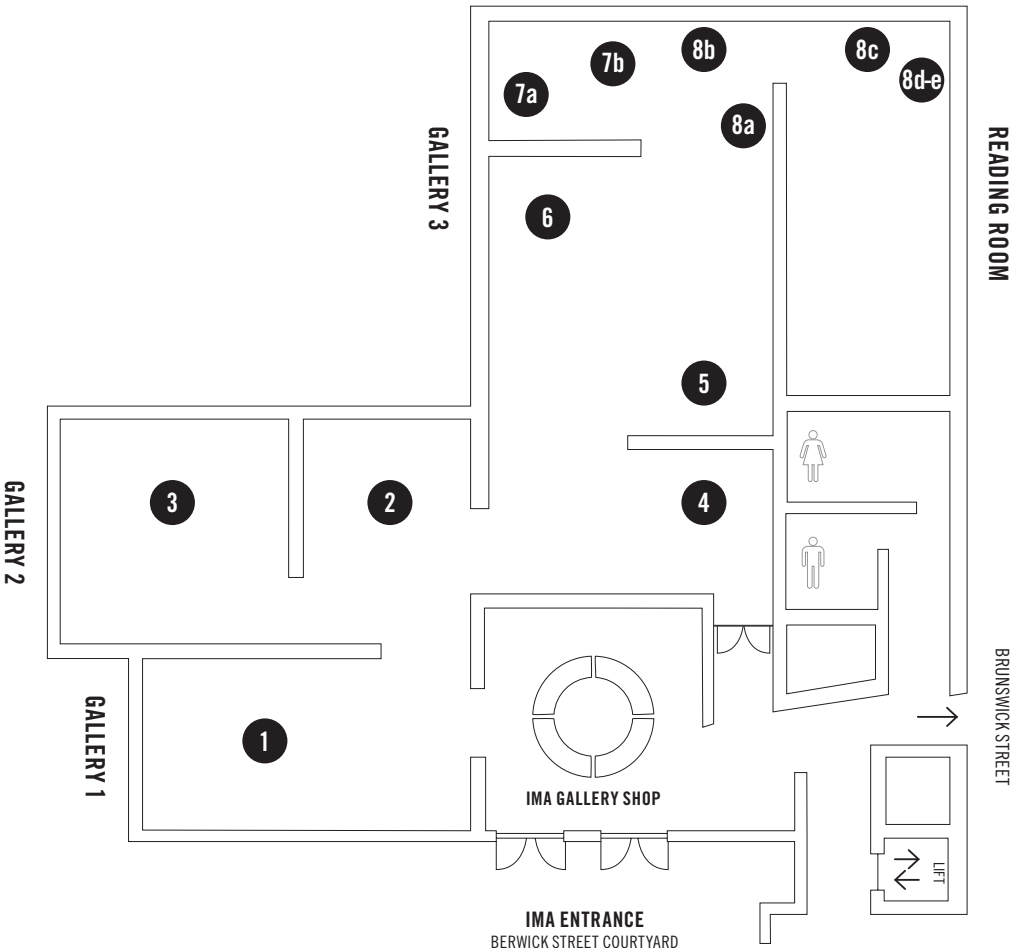 8b
8c
7b
8d-e
7a
8a
GALLERY 3
READING ROOM
6
5
3
2
4
GALLERY 2
GALLERY 1
1
BRUNSWICK STREET
IMA GALLERY SHOP
LIFT
IMA ENTRANCE
BERWICK STREET COURTYARD